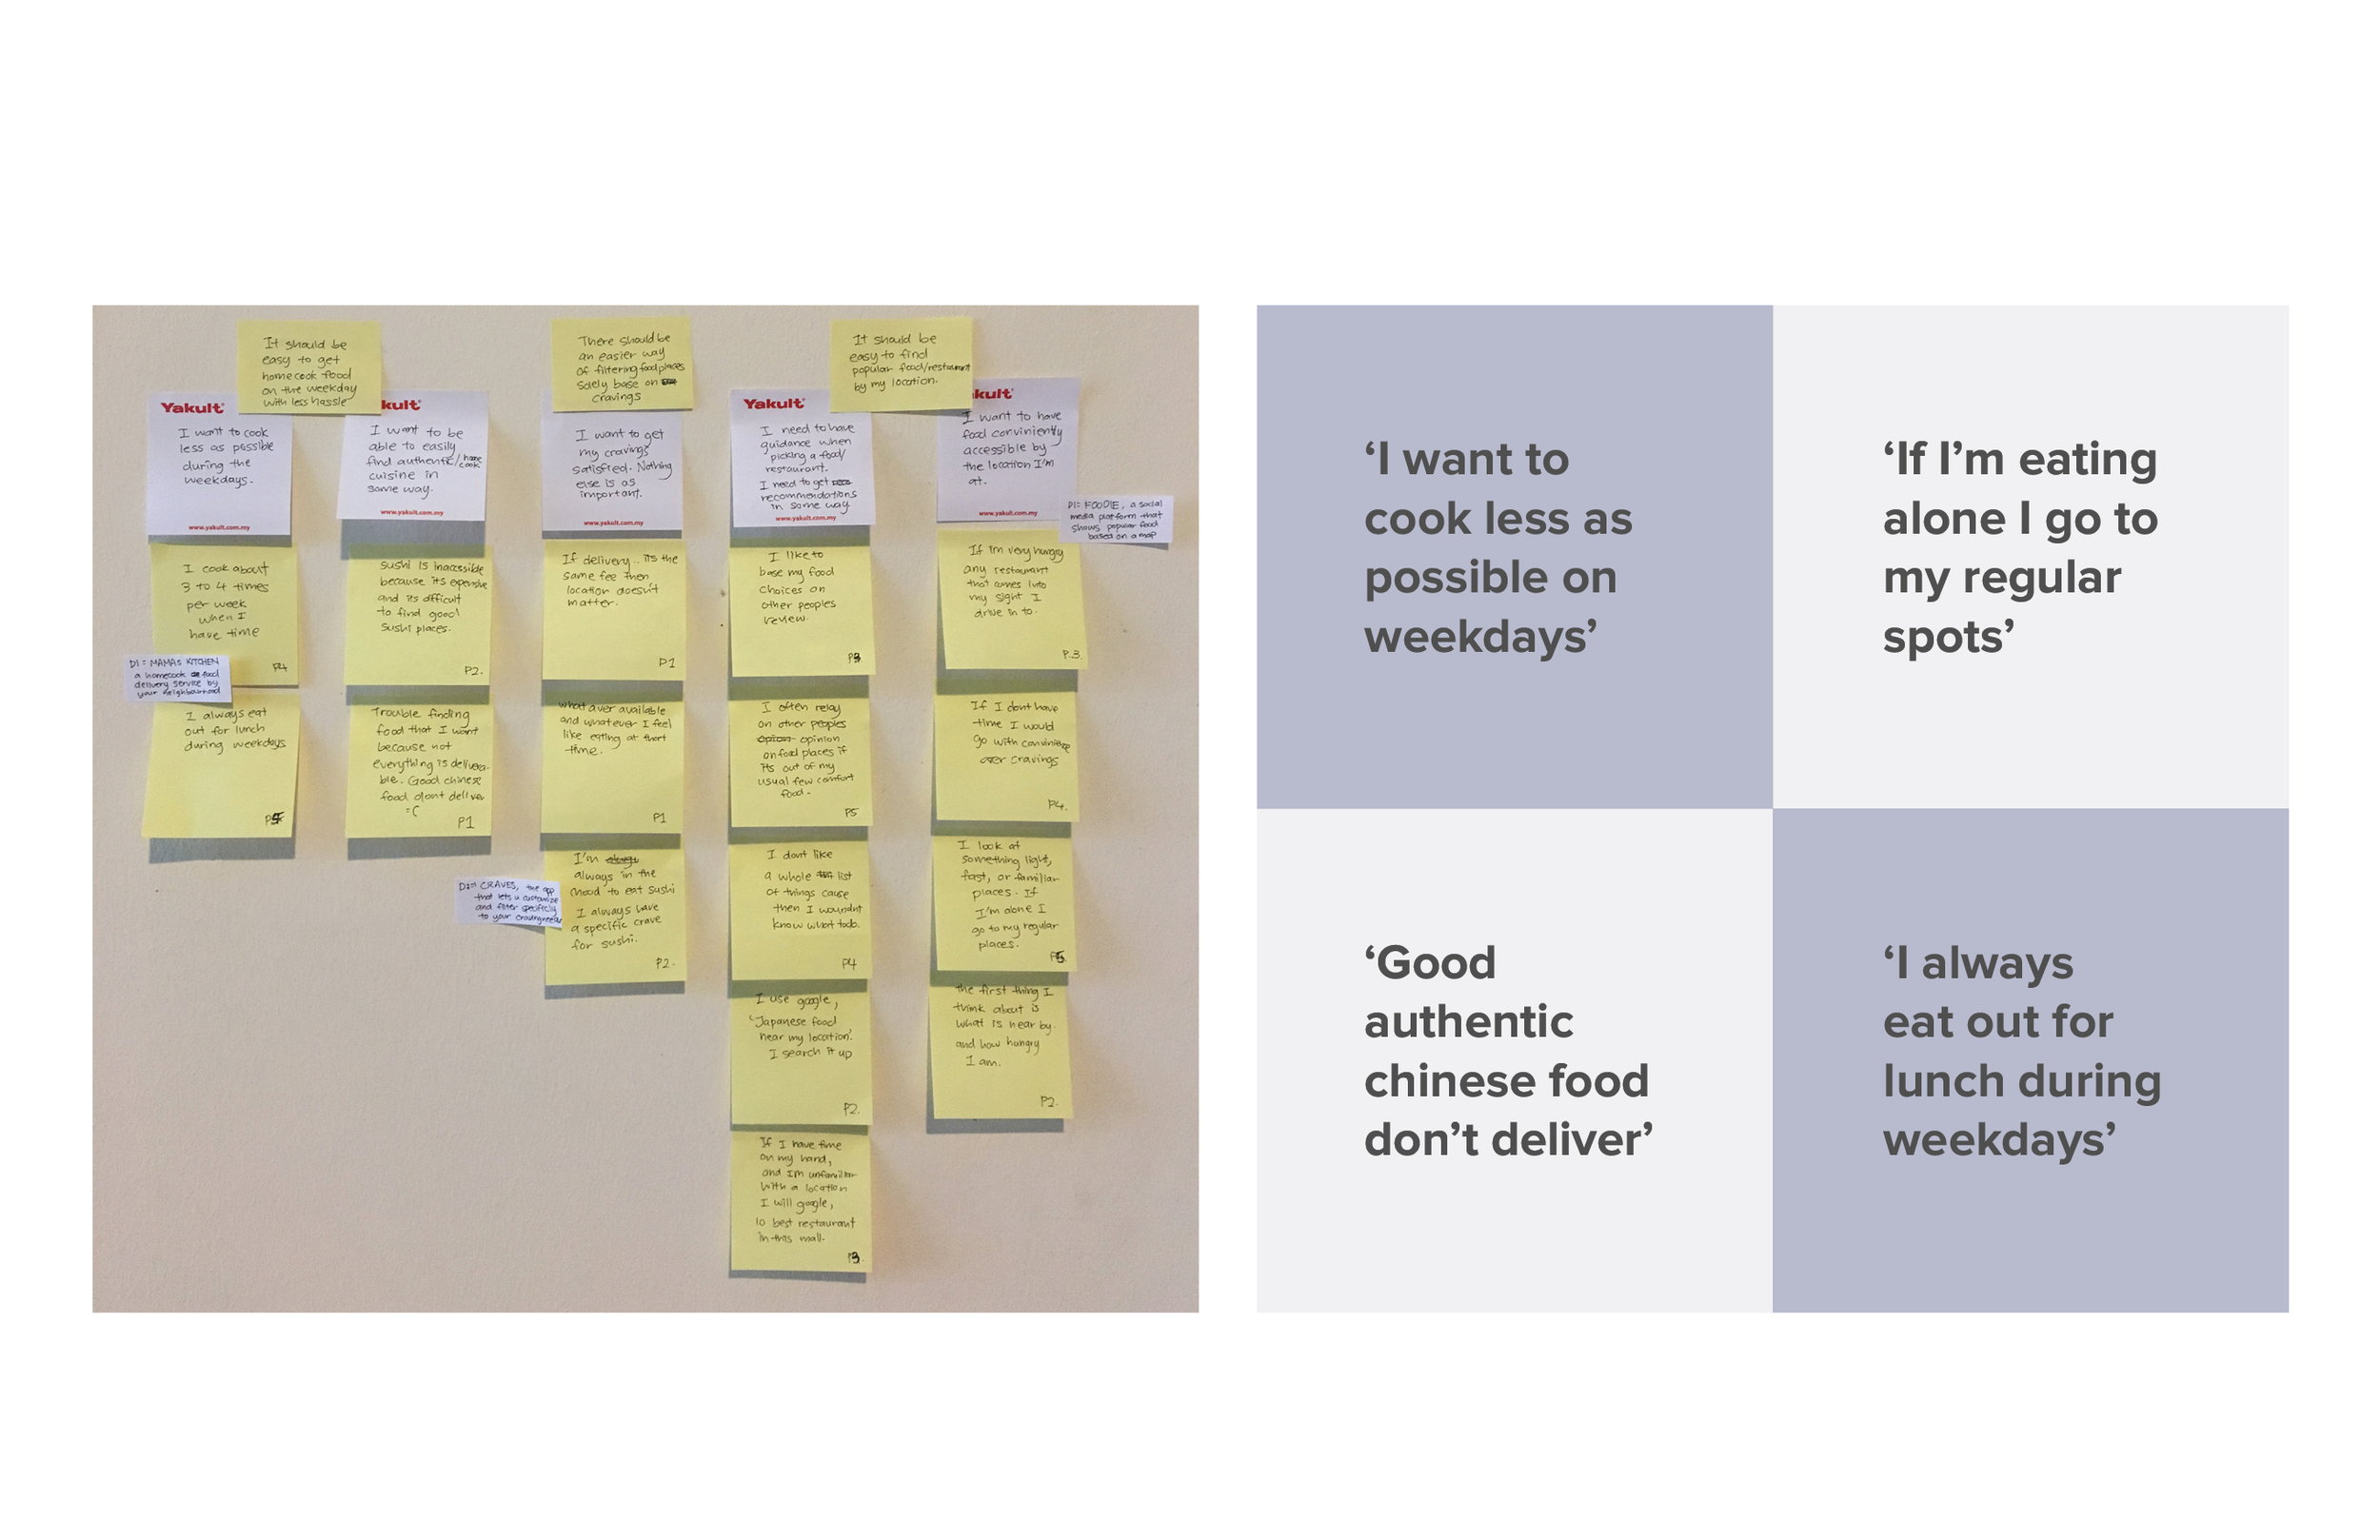 It should be
easy to get
homecook food
on the weekday
with less hassle
There should be
an easier way
of filtering food places
solely base on
cravings
It should be
easy to find
popular food/restaurant
by my location.
Yakult
I want to cook
less as possible
during the
weekdays.
www.yakult.com.my
I cook about
3 to 4 times
per week
when I
have time
P4
D1= MAMAS KITCHEN
a homecook food
delivery service by
your neighbourhood
I always eat
out for lunch
during weekdays
kult
I want to be
able to easily
find authentic/home cook
cuisine in
some way.
www.yakult.com.my
sushi is inaccessible
because its expensive
and its difficult
to find good
sushi places.
P2.
Trouble finding
food that I want
because not
everything is delivera-
ble. Good chinese
food dont deliver
=(
P1
I want to get
my cravings
satisfied. Nothing
else is as
important.
www.yakult.com.my
If delivery.. its the
same fee then
location doesn't
matter.
P1
what aver available
and whatever I feel
like eating at that
time.
P1
I'm
always in the
mood to eat sushi
I always have
a specific crave
for sushi.
P2.
CRAVES, the app
that lets u customize
and filter specificly
to your
Yakult
I need to have
guidance when
picking a food/
restaurant.
I need to get
recommendations
in some way
www.yakult.com.my
I like to
base my food
choices on
other peoples
review.
P3
I often relay
on other peoples
opinion
on food places if
its out of my
usual few comfort
food.
P5
I dont like
a whole list
of things cause
then I wouldnt
know what todo.
P4
I use google,
'Japanese food
near my location'.
I search it up
P2.
If I have time
on my hand,
and Im unfamiliar
with a location
I will google,
10 best restaurant
in this mall.
P3.
kult
I want to have
food conviniently
accessible by
the location I'm
at.
www.yakult.com.my
D1= FOODIE, a social
media platform that
shows popular food
based on a map
If Im very hungry
any restaurant
that comes into
my sight I
drive in to.
P.3.
If I dont have
time I would
go with
over cravings
P4.
I look at
something light,
fast, or familiar
places. If
I'm alone I
go to my regular
places.
P5.
the first thing I
think about is
what is near by.
and how hungry
I am.
P2.
‘I want to
cook less as
possible on
weekdays’
‘If I’m eating
alone I go to
my regular
spots’
‘Good
authentic
chinese food
don’t deliver’
‘I always
eat out for
lunch during
weekdays’